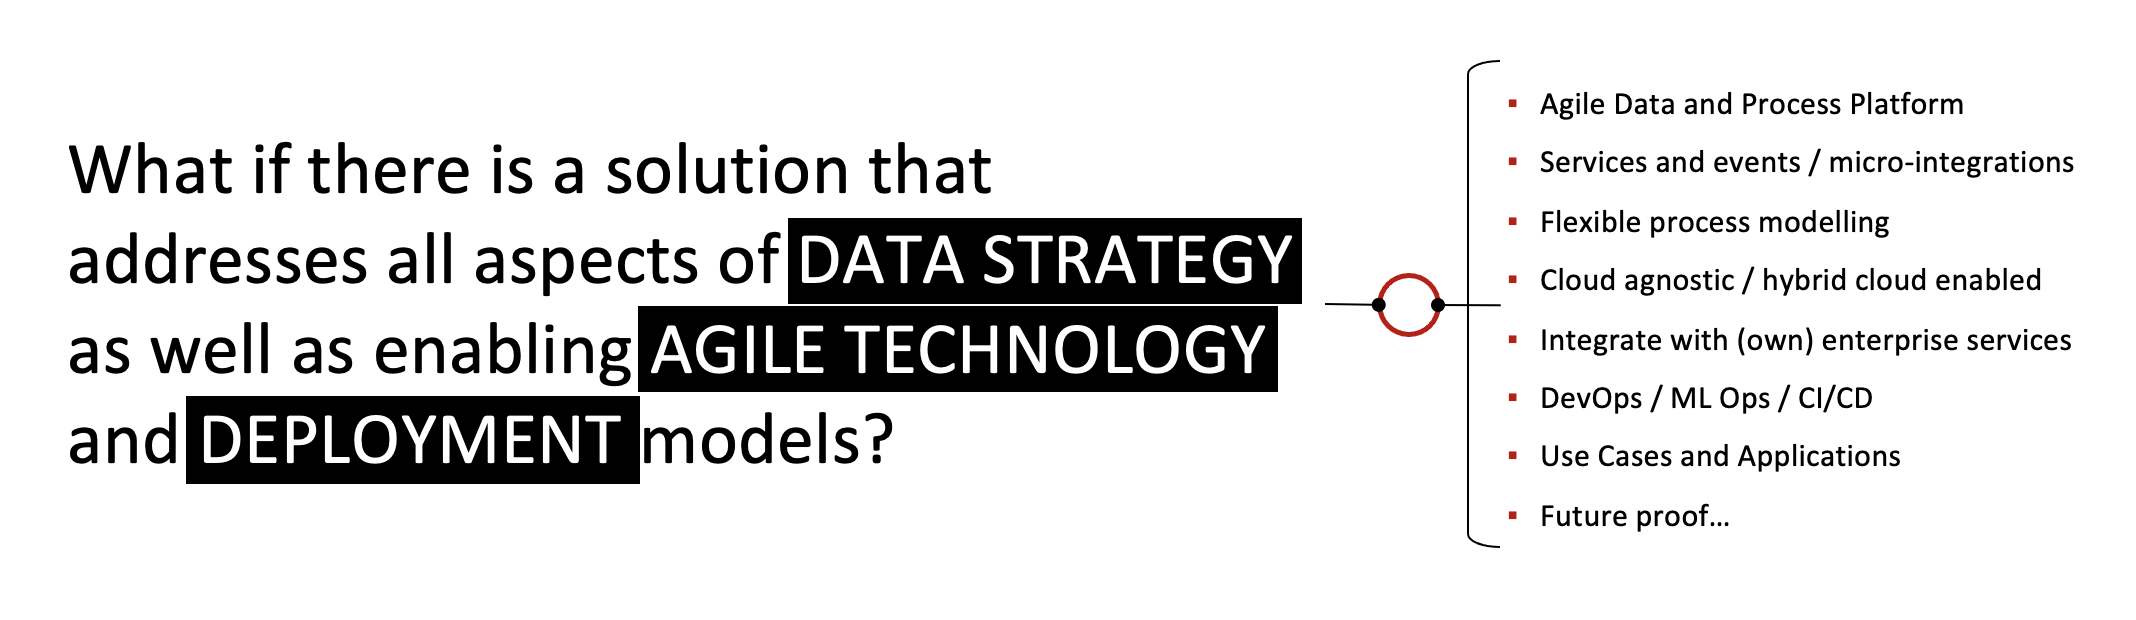 What if there is a solution that
addresses all aspects of DATA STRATEGY
as well as enabling AGILE TECHNOLOGY
and DEPLOYMENT models?
Agile Data and Process Platform
Services and events / micro-integrations
Flexible process modelling
Cloud agnostic / hybrid cloud enabled
Integrate with (own) enterprise services
DevOps / ML Ops / CI/CD
Use Cases and Applications
Future proof...